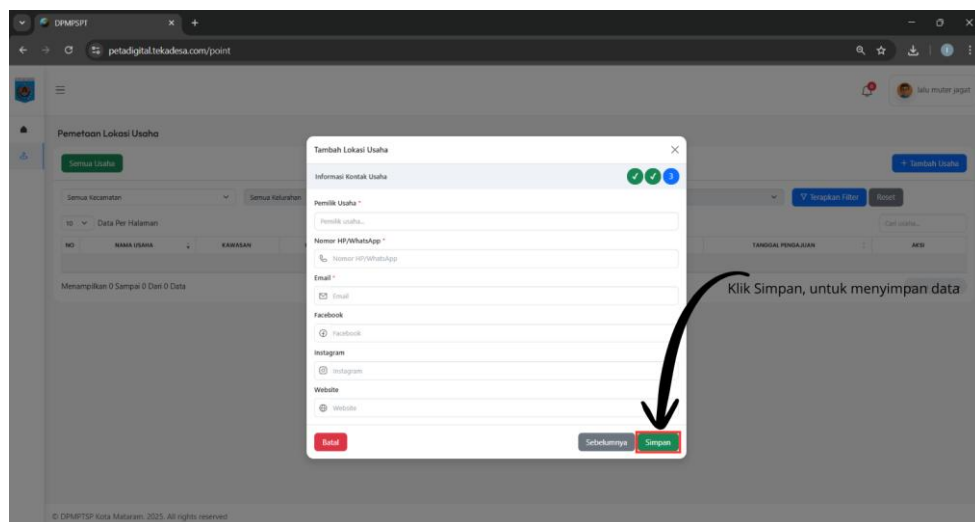 DPMPSPT
petadigital.tekadesa.com/point
lalu muter jagat
Pemetaan Lokasi Usaha
Semua Usaha
+ Tambah Usaha
Semua Kecamatan
Semua Kelurahan
Terapkan Filter
Reset
10 Data Per Halaman
Cari usaha...
NO
NAMA USAHA
KAWASAN
TANGGAL PENGAJUAN
AKSI
Menampilkan 0 Sampai 0 Dari 0 Data
Tambah Lokasi Usaha
Informasi Kontak Usaha
3
Pemilik Usaha *
Pemilik usaha...
Nomor HP/WhatsApp *
Nomor HP/WhatsApp
Email *
Email
Facebook
Facebook
Instagram
Instagram
Website
Website
Batal
Sebelumnya
Simpan
Klik Simpan, untuk menyimpan data
© DPMPTSP Kota Mataram, 2025. All rights reserved